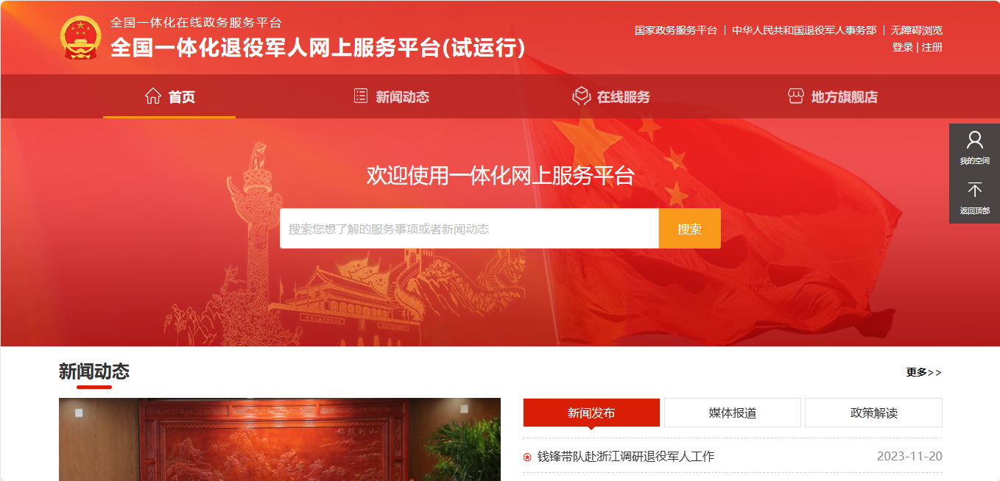 全国一体化在线政务服务平台
全国一体化退役军人网上服务平台(试运行)
国家政务服务平台 | 中华人民共和国退役军人事务部 | 无障碍浏览
登录 | 注册
首页
新闻动态
在线服务
地方旗舰店
我的空间
返回顶部
欢迎使用一体化网上服务平台
搜索您想了解的服务事项或者新闻动态
搜索
新闻动态
更多>>
新闻发布
媒体报道
政策解读
钱锋带队赴浙江调研退役军人工作
2023-11-20